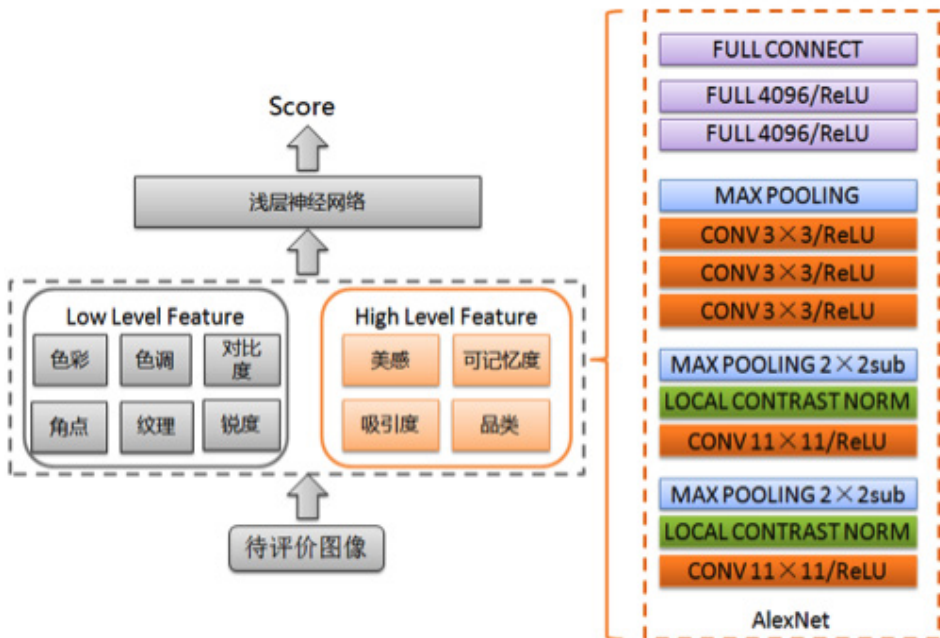 Score
浅层神经网络
Low Level Feature
色彩
色调
对比
度
角点
纹理
锐度
High Level Feature
美感
可记忆度
吸引度
品类
待评价图像
FULL CONNECT
FULL 4096/ReLU
FULL 4096/ReLU
MAX POOLING
CONV 3×3/ReLU
CONV 3×3/ReLU
CONV 3×3/ReLU
MAX POOLING 2×2sub
LOCAL CONTRAST NORM
CONV 11×11/ReLU
MAX POOLING 2×2sub
LOCAL CONTRAST NORM
CONV 11×11/ReLU
AlexNet